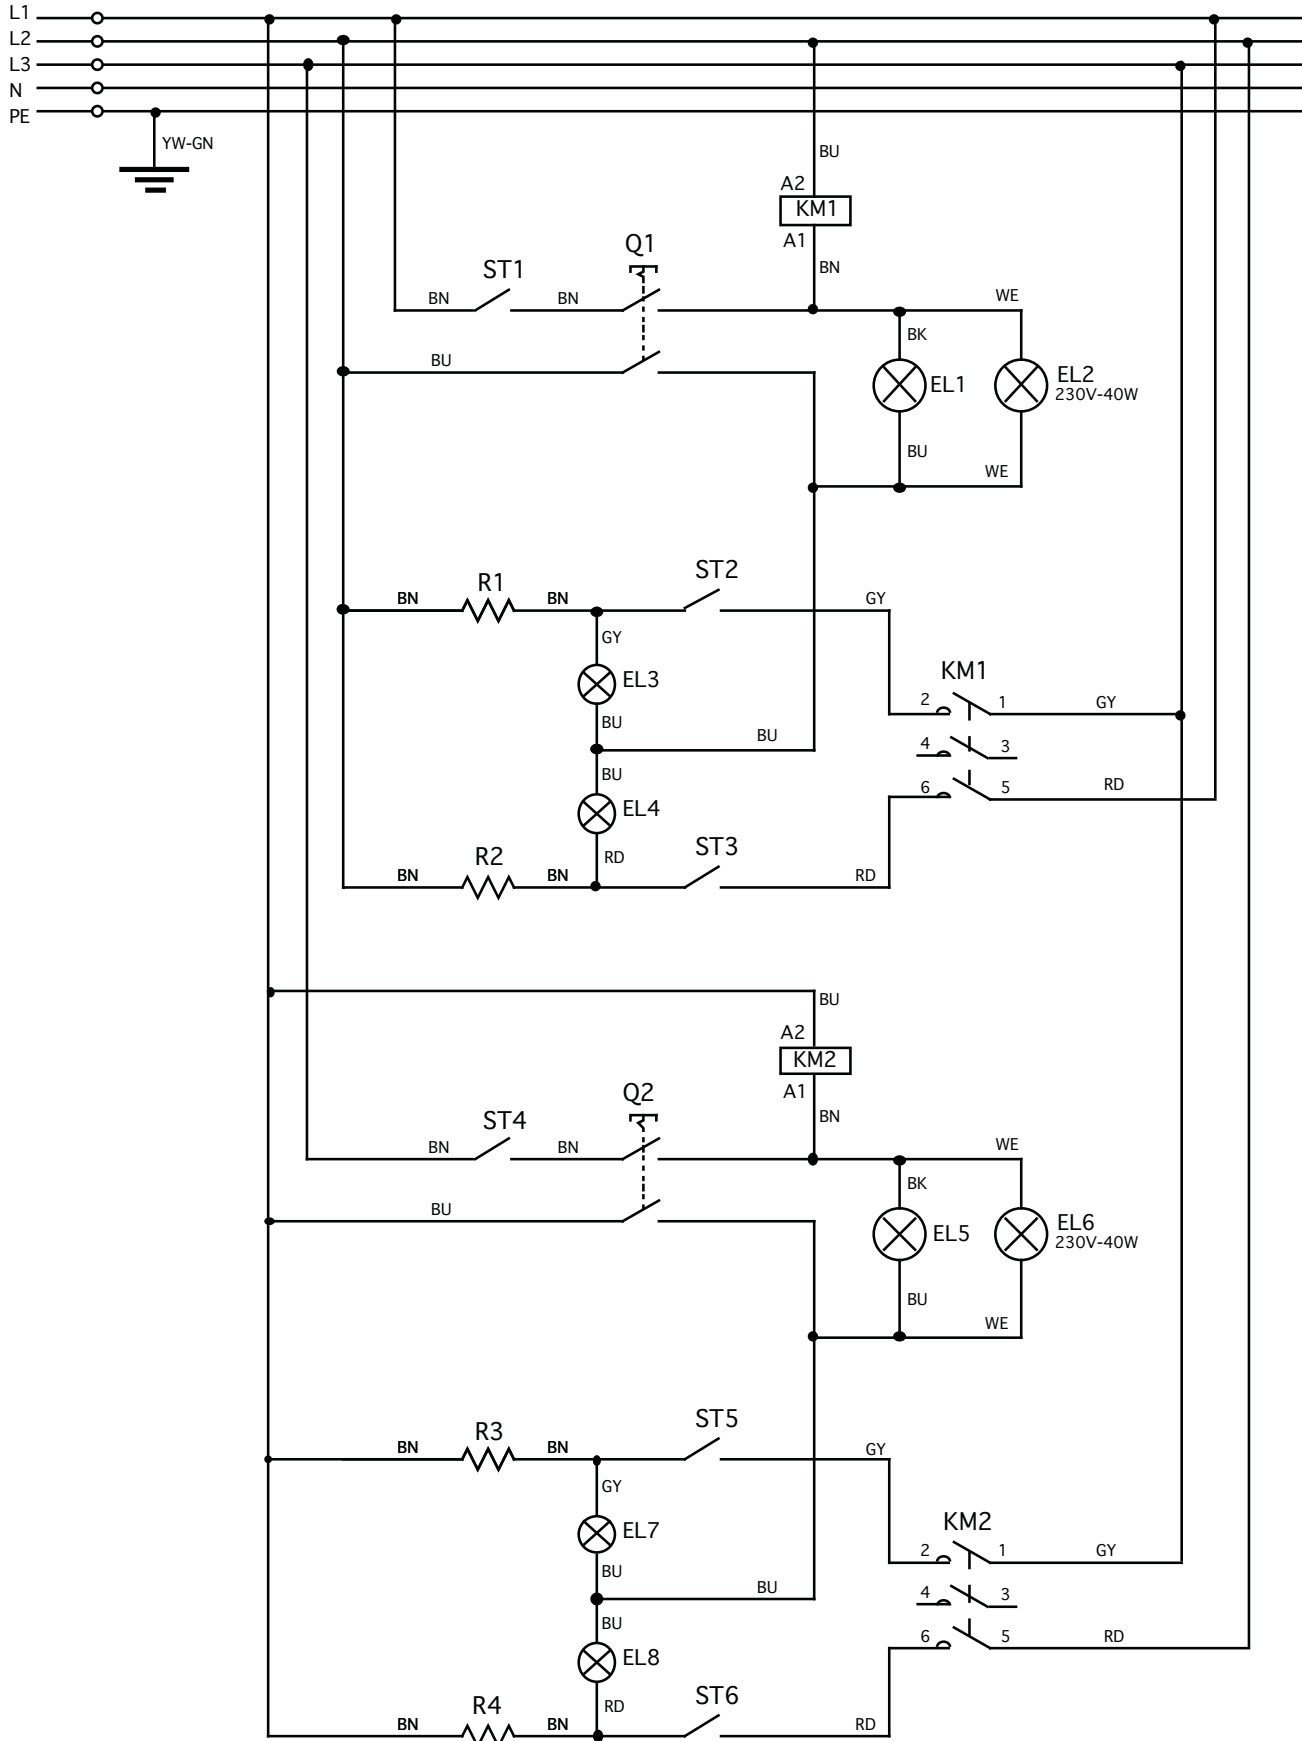 L1
L2
L3
N
PE
YW-GN
BU
A2
KM1
A1
BN
Q1
ST1
BN
BN
WE
BK
BU
EL1
EL2
230V-40W
BU
WE
ST2
R1
BN
BN
GY
GY
EL3
KM1
2
1
GY
BU
BU
4
3
BU
6
5
RD
EL4
ST3
R2
RD
BN
BN
RD
BU
A2
KM2
A1
BN
Q2
ST4
BN
BN
WE
BK
BU
EL5
EL6
230V-40W
BU
WE
ST5
R3
BN
BN
GY
GY
EL7
KM2
2
1
GY
BU
BU
4
3
BU
6
5
RD
EL8
ST6
R4
RD
BN
BN
RD